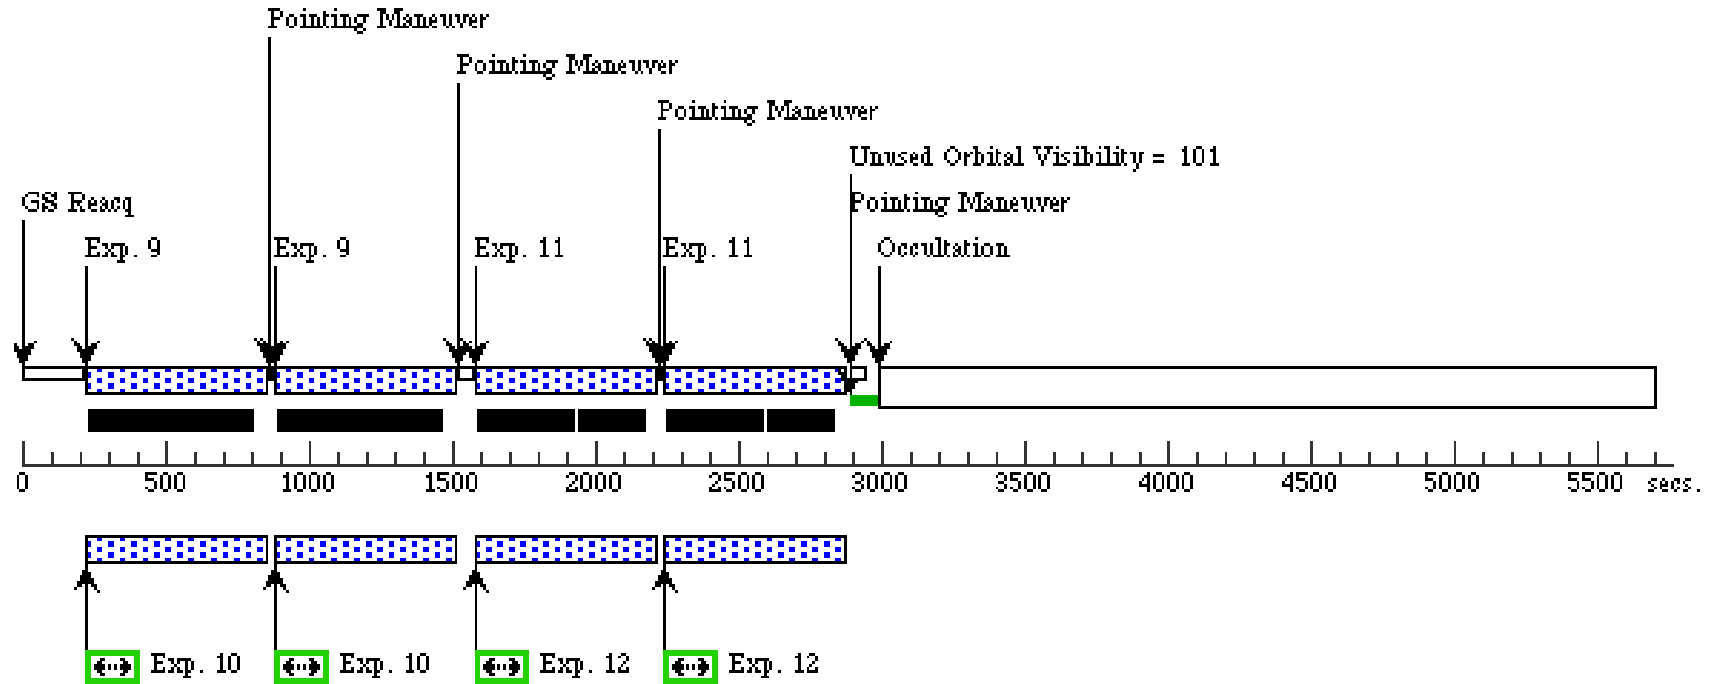 Pointing Maneuver
Pointing Maneuver
Pointing Maneuver
Unused Orbital Visibility = 101
GS Reacq
Pointing Maneuver
Exp. 9
Exp. 9
Exp. 11
Exp. 11
Occultation
0 500 1000 1500 2000 2500 3000 3500 4000 4500 5000 5500 secs.
Exp. 10
Exp. 10
Exp. 12
Exp. 12